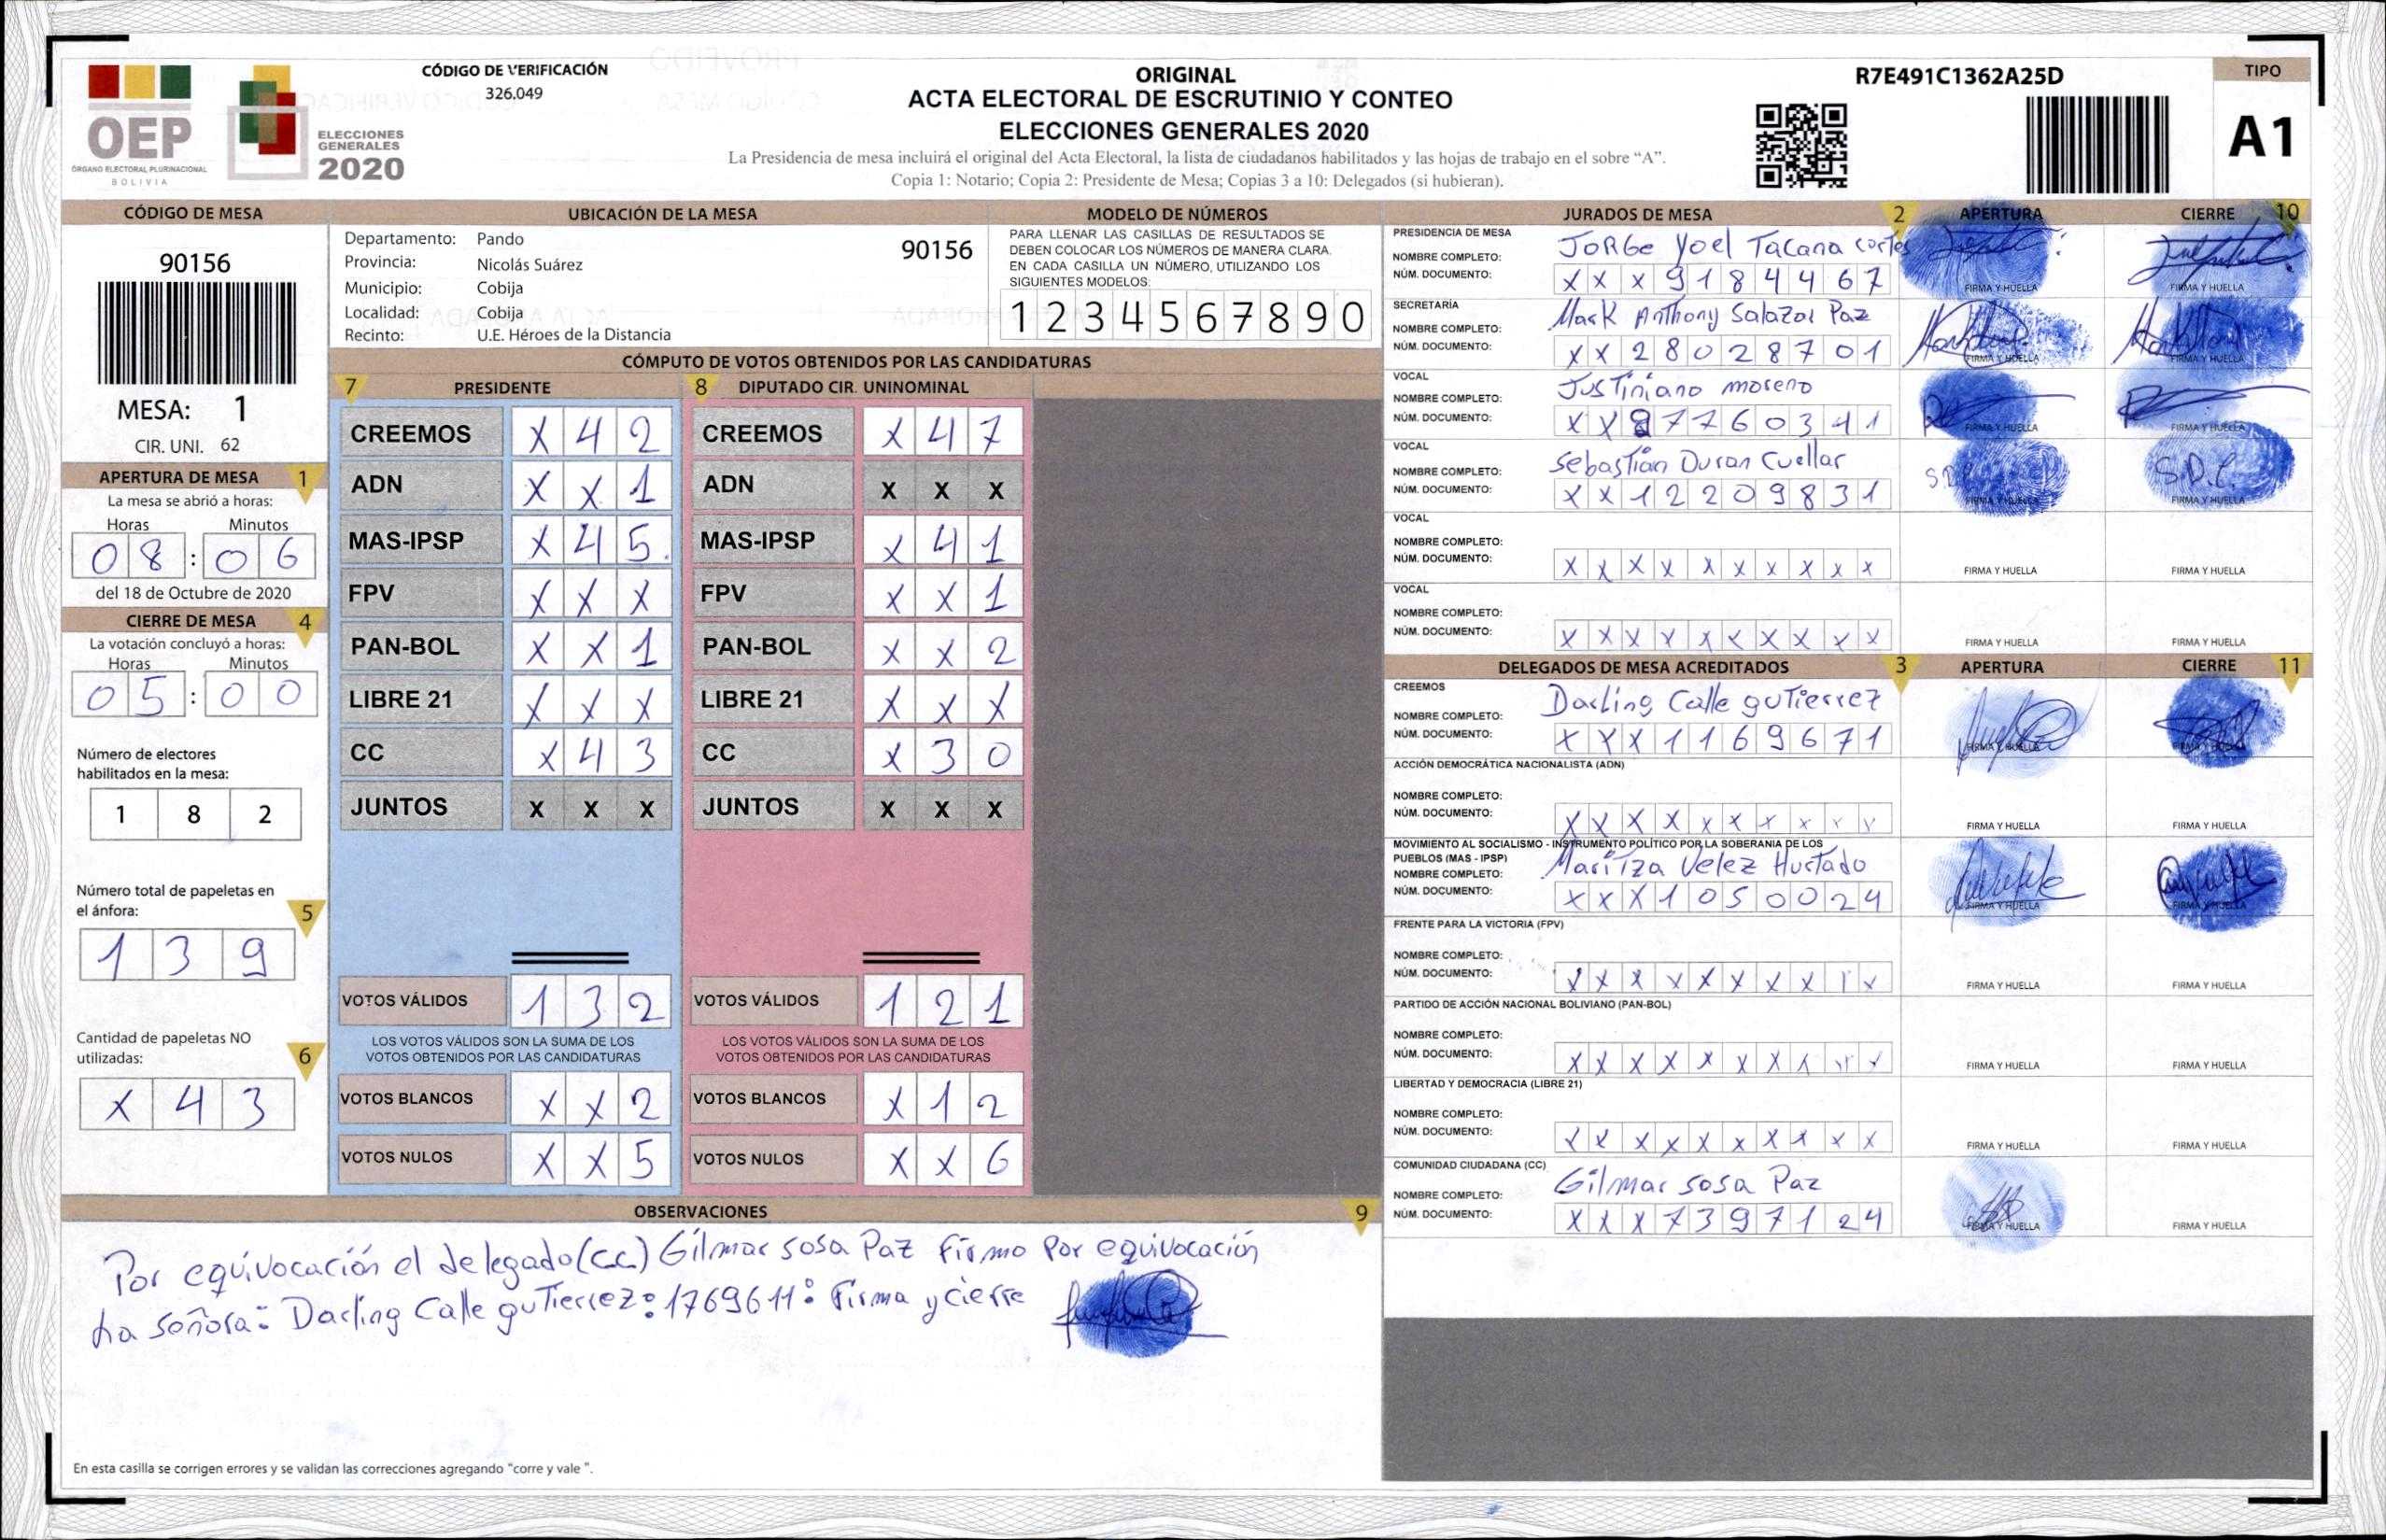 OEP
ÓRGANO ELECTORAL PLURINACIONAL
BOLIVIA
ELECCIONES
GENERALES
2020
CÓDIGO DE VERIFICACIÓN
326,049
ORIGINAL
ACTA ELECTORAL DE ESCRUTINIO Y CONTEO
ELECCIONES GENERALES 2020
La Presidencia de mesa incluirá el original del Acta Electoral, la lista de ciudadanos habilitados y las hojas de trabajo en el sobre “A”.
Copia 1: Notario; Copia 2: Presidente de Mesa; Copias 3 a 10: Delegados (si hubieran).
R7E491C1362A25D
TIPO
A1
CÓDIGO DE MESA
90156
MESA: 1
CIR. UNI. 62
APERTURA DE MESA 1
La mesa se abrió a horas:
Horas Minutos
08:06
del 18 de Octubre de 2020
CIERRE DE MESA 4
La votación concluyó a horas:
Horas Minutos
05:00
Número de electores
habilitados en la mesa:
1 8 2
Número total de papeletas en
el ánfora: 5
1 3 9
Cantidad de papeletas NO
utilizadas: 6
X 4 3
UBICACIÓN DE LA MESA
Departamento: Pando
90156
Provincia: Nicolás Suárez
Municipio: Cobija
Localidad: Cobija
Recinto: U.E. Héroes de la Distancia
MODELO DE NÚMEROS
PARA LLENAR LAS CASILLAS DE RESULTADOS SE
DEBEN COLOCAR LOS NÚMEROS DE MANERA CLARA.
EN CADA CASILLA UN NÚMERO, UTILIZANDO LOS
SIGUIENTES MODELOS:
1 2 3 4 5 6 7 8 9 0
CÓMPUTO DE VOTOS OBTENIDOS POR LAS CANDIDATURAS
7 PRESIDENTE 8 DIPUTADO CIR. UNINOMINAL
CREEMOS X 4 2 CREEMOS X 4 7
ADN X X 1 ADN X X X
MAS-IPSP X 4 5 MAS-IPSP X 4 1
FPV X X X FPV X X 1
PAN-BOL X X 1 PAN-BOL X X 2
LIBRE 21 X X X LIBRE 21 X X X
CC X 4 3 CC X 3 0
JUNTOS X X X JUNTOS X X X
VOTOS VÁLIDOS 1 3 2 VOTOS VÁLIDOS 1 2 1
LOS VOTOS VÁLIDOS SON LA SUMA DE LOS LOS VOTOS VÁLIDOS SON LA SUMA DE LOS
VOTOS OBTENIDOS POR LAS CANDIDATURAS VOTOS OBTENIDOS POR LAS CANDIDATURAS
VOTOS BLANCOS X X 2 VOTOS BLANCOS X 1 2
VOTOS NULOS X X 5 VOTOS NULOS X X 6
OBSERVACIONES 9
Por equivocación el delegado(CC) Gilmar sosa Paz Firmo Por equivocación
La señora: Darling Calle guTierrez: 1769611: Firma y cierre
En esta casilla se corrigen errores y se validan las correcciones agregando "corre y vale ".
JURADOS DE MESA 2 APERTURA CIERRE 10
PRESIDENCIA DE MESA
NOMBRE COMPLETO: JORGe Yoel Tacana cortes
NÚM. DOCUMENTO: X X X 9 1 8 4 4 6 7 FIRMA Y HUELLA FIRMA Y HUELLA
SECRETARÍA
NOMBRE COMPLETO: Mark Anthony Salazar Paz
NÚM. DOCUMENTO: X X 2 8 0 2 8 7 0 1 FIRMA Y HUELLA FIRMA Y HUELLA
VOCAL
NOMBRE COMPLETO: JusTiniano moreno
NÚM. DOCUMENTO: X X 8 7 7 6 0 3 4 1 FIRMA Y HUELLA FIRMA Y HUELLA
VOCAL
NOMBRE COMPLETO: Sebastián Duran Cuellar
NÚM. DOCUMENTO: X X 1 2 2 0 9 8 3 1 FIRMA Y HUELLA S.D.C. FIRMA Y HUELLA
VOCAL
NOMBRE COMPLETO:
NÚM. DOCUMENTO: X X X X X X X X X X FIRMA Y HUELLA FIRMA Y HUELLA
VOCAL
NOMBRE COMPLETO:
NÚM. DOCUMENTO: X X X X X X X X X X FIRMA Y HUELLA FIRMA Y HUELLA
DELEGADOS DE MESA ACREDITADOS 3 APERTURA CIERRE 11
CREEMOS
NOMBRE COMPLETO: Darling Calle guTierrez
NÚM. DOCUMENTO: X X X 1 1 6 9 6 7 1 FIRMA Y HUELLA FIRMA Y HUELLA
ACCIÓN DEMOCRÁTICA NACIONALISTA (ADN)
NOMBRE COMPLETO:
NÚM. DOCUMENTO: X X X X X X X X X X FIRMA Y HUELLA FIRMA Y HUELLA
MOVIMIENTO AL SOCIALISMO - INSTRUMENTO POLÍTICO POR LA SOBERANIA DE LOS
PUEBLOS (MAS - IPSP)
NOMBRE COMPLETO: MariTza Velez Hurtado
NÚM. DOCUMENTO: X X X 1 0 5 0 0 2 4 FIRMA Y HUELLA FIRMA Y HUELLA
FRENTE PARA LA VICTORIA (FPV)
NOMBRE COMPLETO:
NÚM. DOCUMENTO: X X X X X X X X X X FIRMA Y HUELLA FIRMA Y HUELLA
PARTIDO DE ACCIÓN NACIONAL BOLIVIANO (PAN-BOL)
NOMBRE COMPLETO:
NÚM. DOCUMENTO: X X X X X X X X X X FIRMA Y HUELLA FIRMA Y HUELLA
LIBERTAD Y DEMOCRACIA (LIBRE 21)
NOMBRE COMPLETO:
NÚM. DOCUMENTO: X X X X X X X X X X FIRMA Y HUELLA FIRMA Y HUELLA
COMUNIDAD CIUDADANA (CC)
NOMBRE COMPLETO: Gilmar sosa Paz
NÚM. DOCUMENTO: X X X 7 3 9 7 1 2 4 FIRMA Y HUELLA FIRMA Y HUELLA